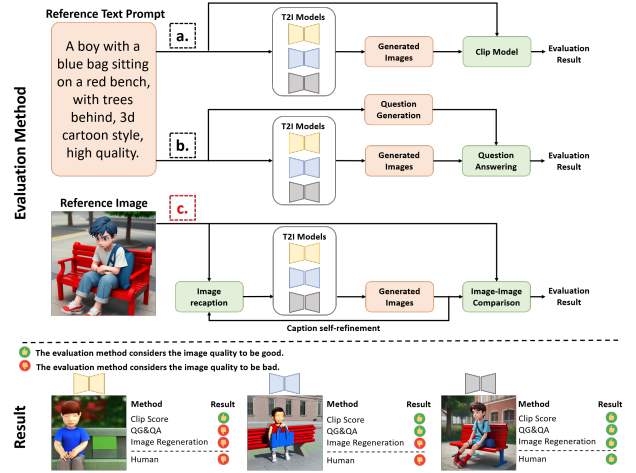 Reference Text Prompt
A boy with a
blue bag sitting
on a red bench,
with trees
behind, 3d
cartoon style,
high quality.
Evaluation Method
a.
T2I Models
Generated
Images
Clip Model
Evaluation
Result
b.
Question
Generation
T2I Models
Generated
Images
Question
Answering
Evaluation
Result
Reference Image
c.
Image
recaption
T2I Models
Generated
Images
Image-Image
Comparison
Evaluation
Result
Caption self-refinement
The evaluation method considers the image quality to be good.
The evaluation method considers the image quality to be bad.
Result
Method Result
Clip Score
QG&QA
Image Regeneration
Human
Method Result
Clip Score
QG&QA
Image Regeneration
Human
Method Result
Clip Score
QG&QA
Image Regeneration
Human